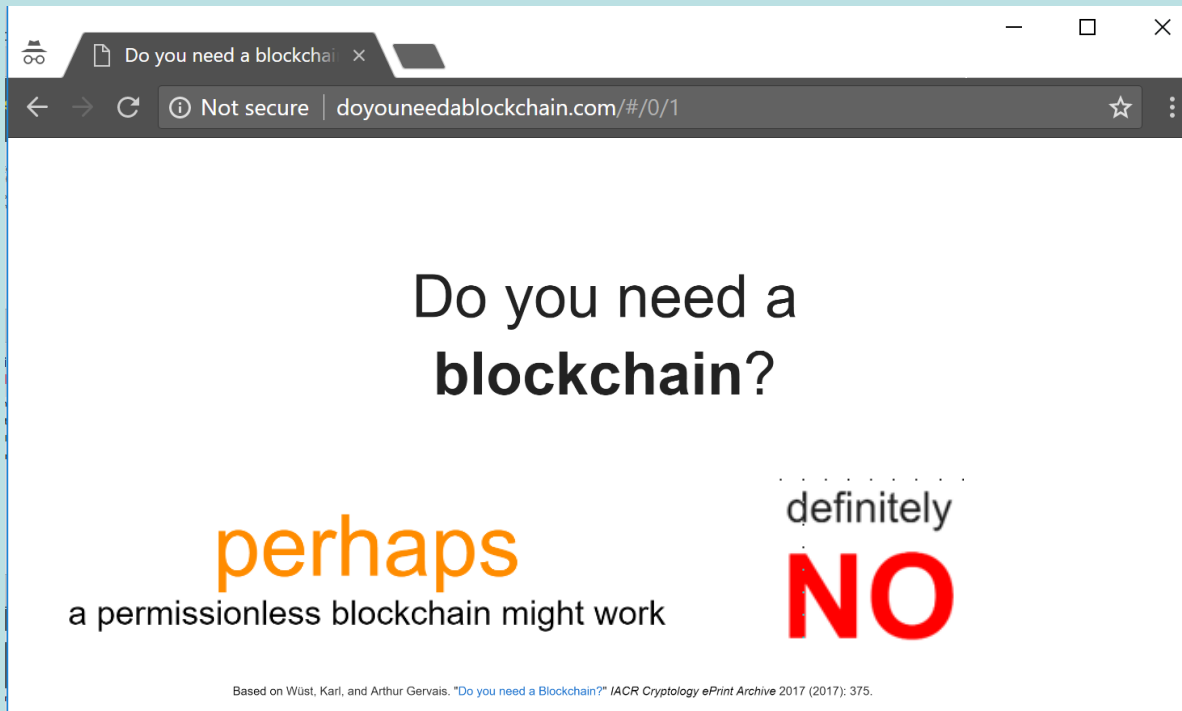 Do you need a blockchai
Not secure | doyouneedablockchain.com/#/0/1
Do you need a
blockchain?
perhaps
a permissionless blockchain might work
definitely
NO
Based on Wüst, Karl, and Arthur Gervais. "Do you need a Blockchain?" IACR Cryptology ePrint Archive 2017 (2017): 375.